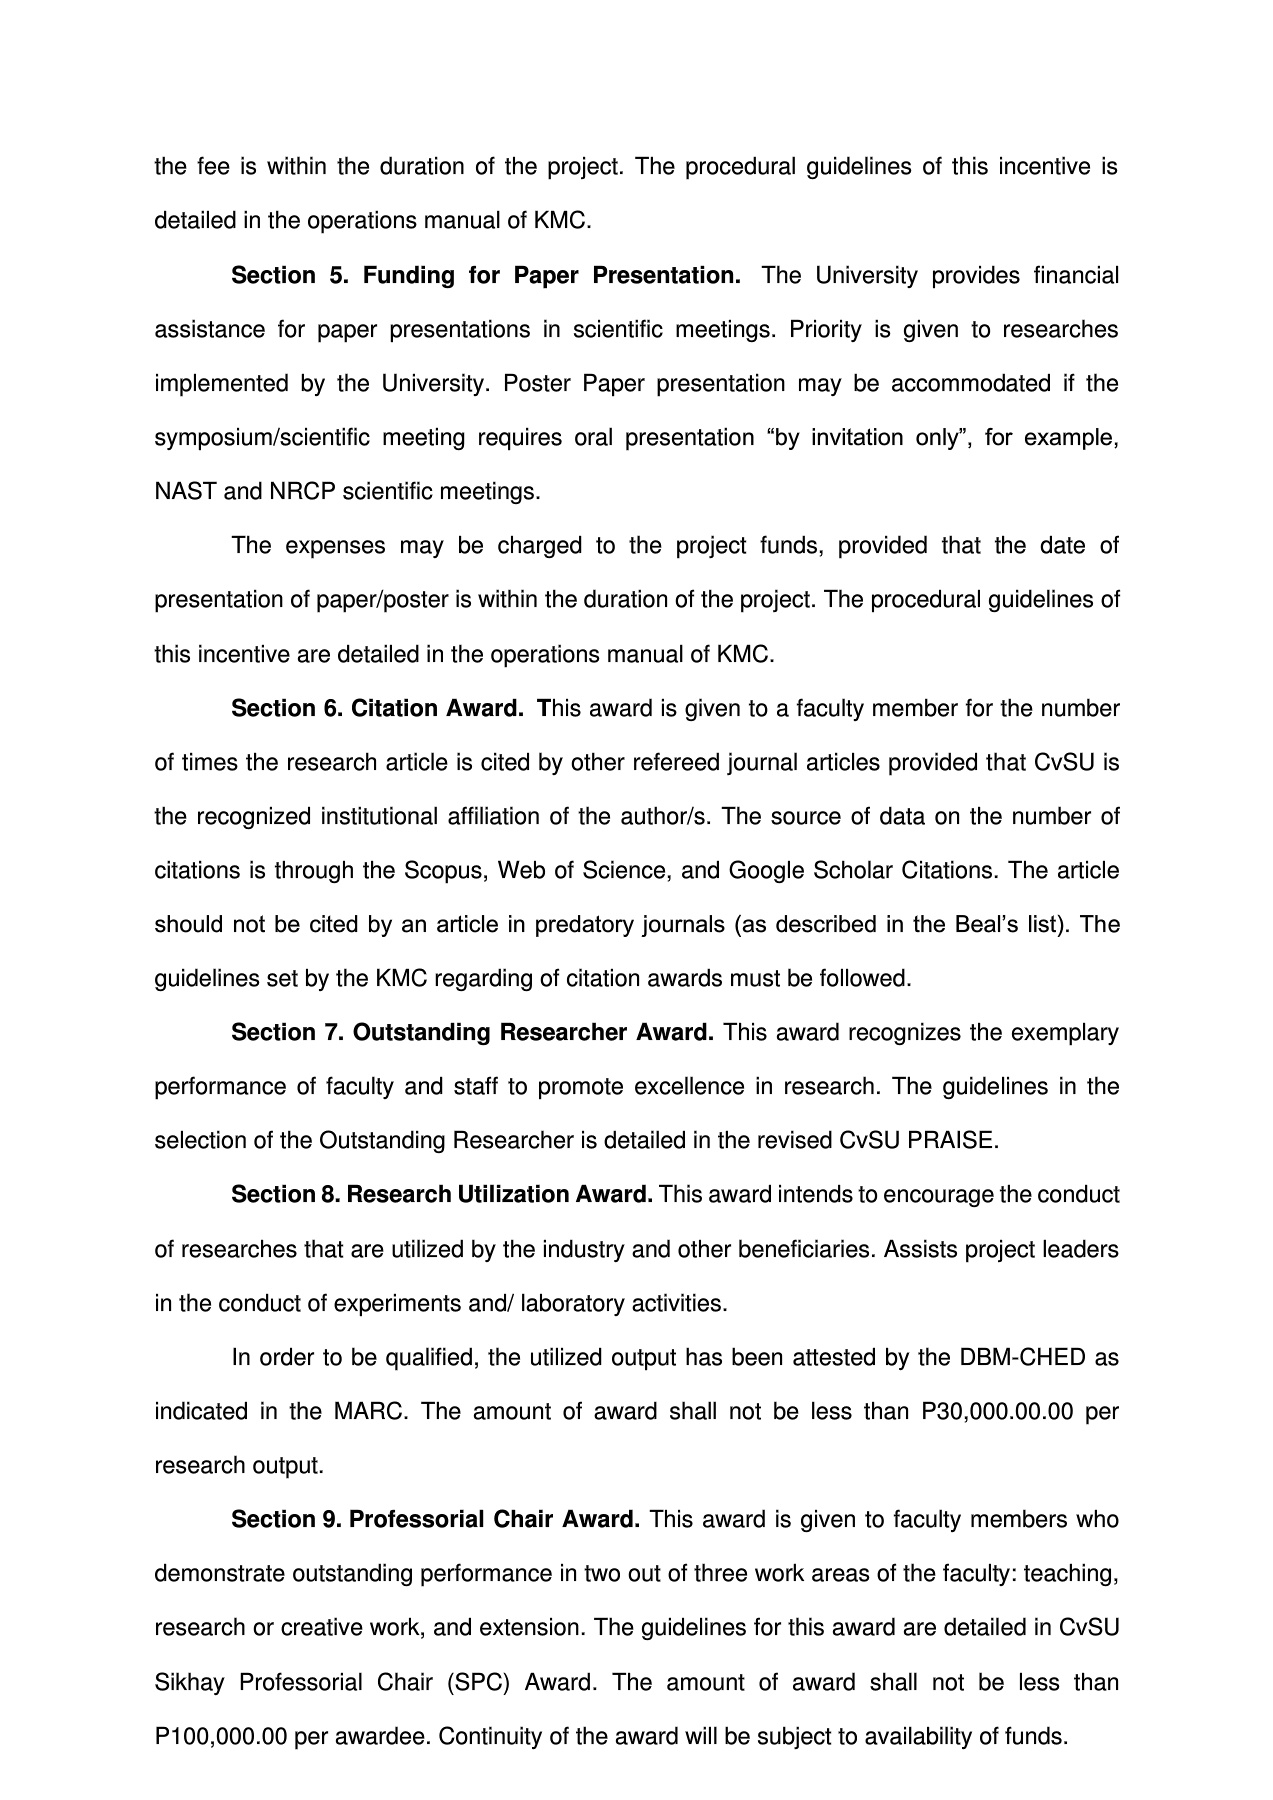 the fee is within the duration of the project. The procedural guidelines of this incentive is
detailed in the operations manual of KMC.
Section 5. Funding for Paper Presentation. The University provides financial
assistance for paper presentations in scientific meetings. Priority is given to researches
implemented by the University. Poster Paper presentation may be accommodated if the
symposium/scientific meeting requires oral presentation “by invitation only”, for example,
NAST and NRCP scientific meetings.
The expenses may be charged to the project funds, provided that the date of
presentation of paper/poster is within the duration of the project. The procedural guidelines of
this incentive are detailed in the operations manual of KMC.
Section 6. Citation Award. This award is given to a faculty member for the number
of times the research article is cited by other refereed journal articles provided that CvSU is
the recognized institutional affiliation of the author/s. The source of data on the number of
citations is through the Scopus, Web of Science, and Google Scholar Citations. The article
should not be cited by an article in predatory journals (as described in the Beal’s list). The
guidelines set by the KMC regarding of citation awards must be followed.
Section 7. Outstanding Researcher Award. This award recognizes the exemplary
performance of faculty and staff to promote excellence in research. The guidelines in the
selection of the Outstanding Researcher is detailed in the revised CvSU PRAISE.
Section 8. Research Utilization Award. This award intends to encourage the conduct
of researches that are utilized by the industry and other beneficiaries. Assists project leaders
in the conduct of experiments and/ laboratory activities.
In order to be qualified, the utilized output has been attested by the DBM-CHED as
indicated in the MARC. The amount of award shall not be less than P30,000.00.00 per
research output.
Section 9. Professorial Chair Award. This award is given to faculty members who
demonstrate outstanding performance in two out of three work areas of the faculty: teaching,
research or creative work, and extension. The guidelines for this award are detailed in CvSU
Sikhay Professorial Chair (SPC) Award. The amount of award shall not be less than
P100,000.00 per awardee. Continuity of the award will be subject to availability of funds.